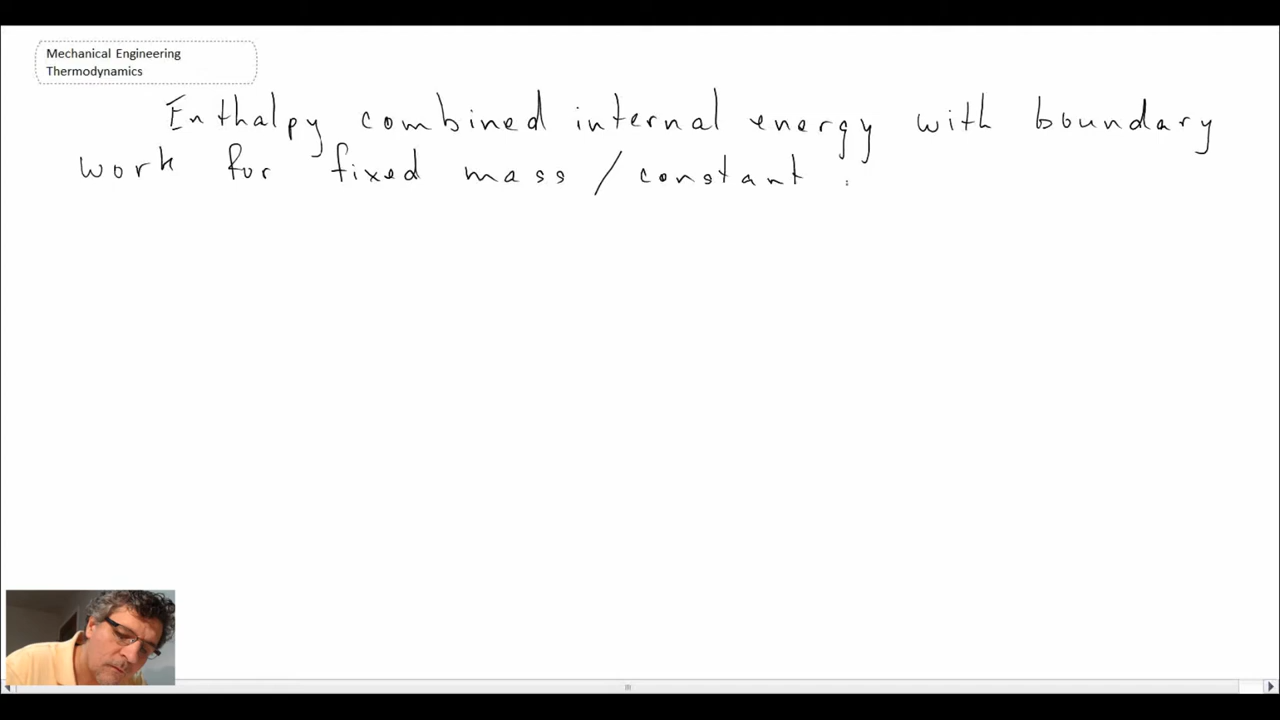 Mechanical Engineering
Thermodynamics
Enthalpy combined internal energy with boundary
work for fixed mass / constant